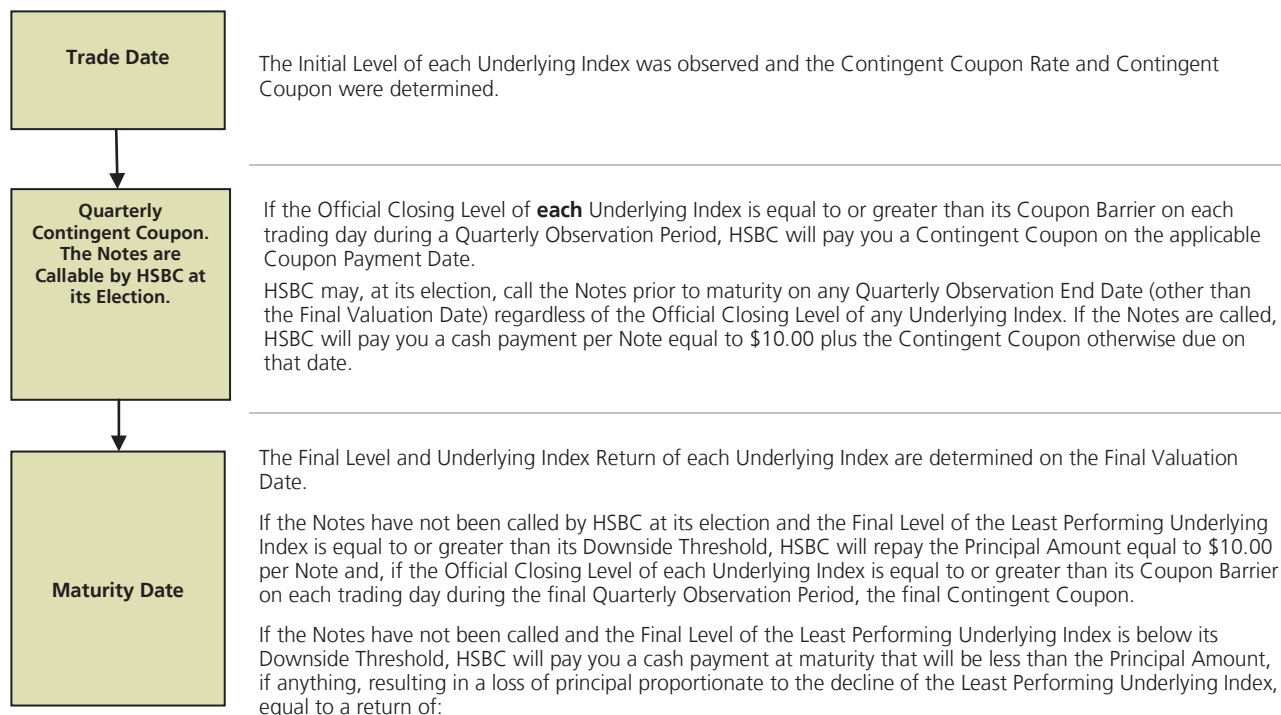 Trade Date
The Initial Level of each Underlying Index was observed and the Contingent Coupon Rate and Contingent
Coupon were determined.
Quarterly
Contingent Coupon.
The Notes are
Callable by HSBC at
its Election.
If the Official Closing Level of each Underlying Index is equal to or greater than its Coupon Barrier on each
trading day during a Quarterly Observation Period, HSBC will pay you a Contingent Coupon on the applicable
Coupon Payment Date.
HSBC may, at its election, call the Notes prior to maturity on any Quarterly Observation End Date (other than
the Final Valuation Date) regardless of the Official Closing Level of any Underlying Index. If the Notes are called,
HSBC will pay you a cash payment per Note equal to $10.00 plus the Contingent Coupon otherwise due on
that date.
Maturity Date
The Final Level and Underlying Index Return of each Underlying Index are determined on the Final Valuation
Date.
If the Notes have not been called by HSBC at its election and the Final Level of the Least Performing Underlying
Index is equal to or greater than its Downside Threshold, HSBC will repay the Principal Amount equal to $10.00
per Note and, if the Official Closing Level of each Underlying Index is equal to or greater than its Coupon Barrier
on each trading day during the final Quarterly Observation Period, the final Contingent Coupon.
If the Notes have not been called and the Final Level of the Least Performing Underlying Index is below its
Downside Threshold, HSBC will pay you a cash payment at maturity that will be less than the Principal Amount,
if anything, resulting in a loss of principal proportionate to the decline of the Least Performing Underlying Index,
equal to a return of: